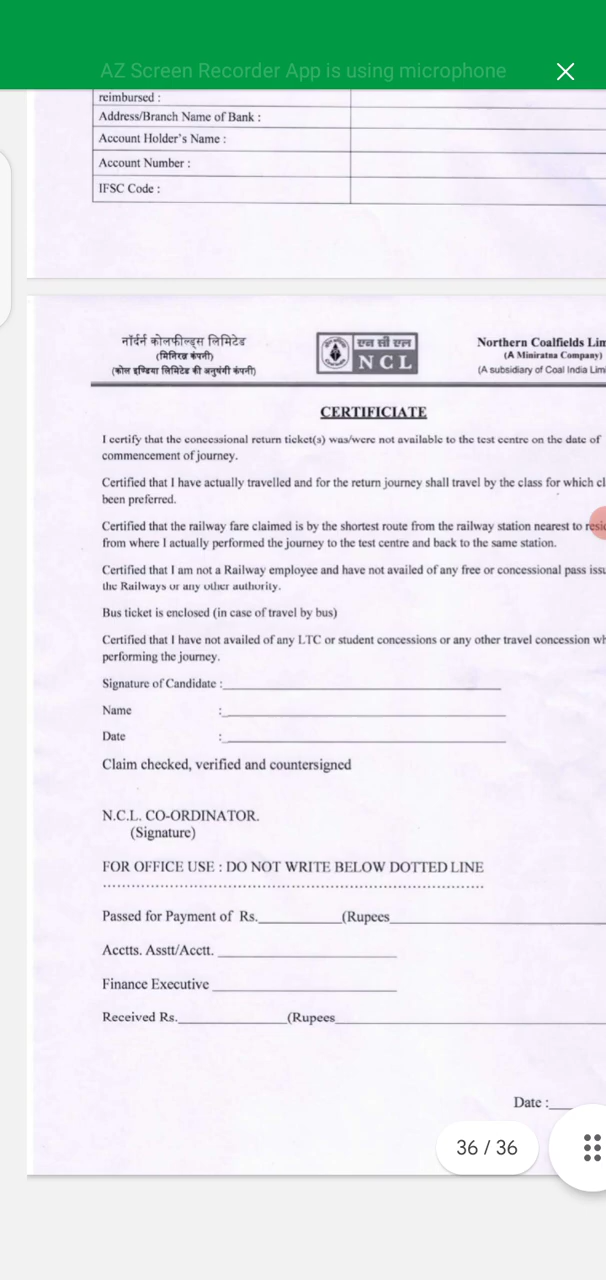 AZ Screen Recorder App is using microphone
reimbursed :
Address/Branch Name of Bank :
Account Holder's Name :
Account Number :
IFSC Code :
नॉर्दर्न कोलफील्ड्स लिमिटेड
(मिनिरत्न कंपनी)
(कोल इण्डिया लिमिटेड की अनुषंगी कंपनी)
एन सी एल
NCL
Northern Coalfields Lim
(A Miniratna Company)
(A subsidiary of Coal India Limi
CERTIFICIATE
I certify that the concessional return ticket(s) was/were not available to the test centre on the date of
commencement of journey.
Certified that I have actually travelled and for the return journey shall travel by the class for which cl
been preferred.
Certified that the railway fare claimed is by the shortest route from the railway station nearest to resi
from where I actually performed the journey to the test centre and back to the same station.
Certified that I am not a Railway employee and have not availed of any free or concessional pass issu
the Railways or any other authority.
Bus ticket is enclosed (in case of travel by bus)
Certified that I have not availed of any LTC or student concessions or any other travel concession wh
performing the journey.
Signature of Candidate :
Name :
Date :
Claim checked, verified and countersigned
N.C.L. CO-ORDINATOR.
(Signature)
FOR OFFICE USE : DO NOT WRITE BELOW DOTTED LINE
Passed for Payment of Rs.__________(Rupees__________
Acctts. Asstt/Acctt.
Finance Executive
Received Rs.__________(Rupees__________
Date :
36 / 36